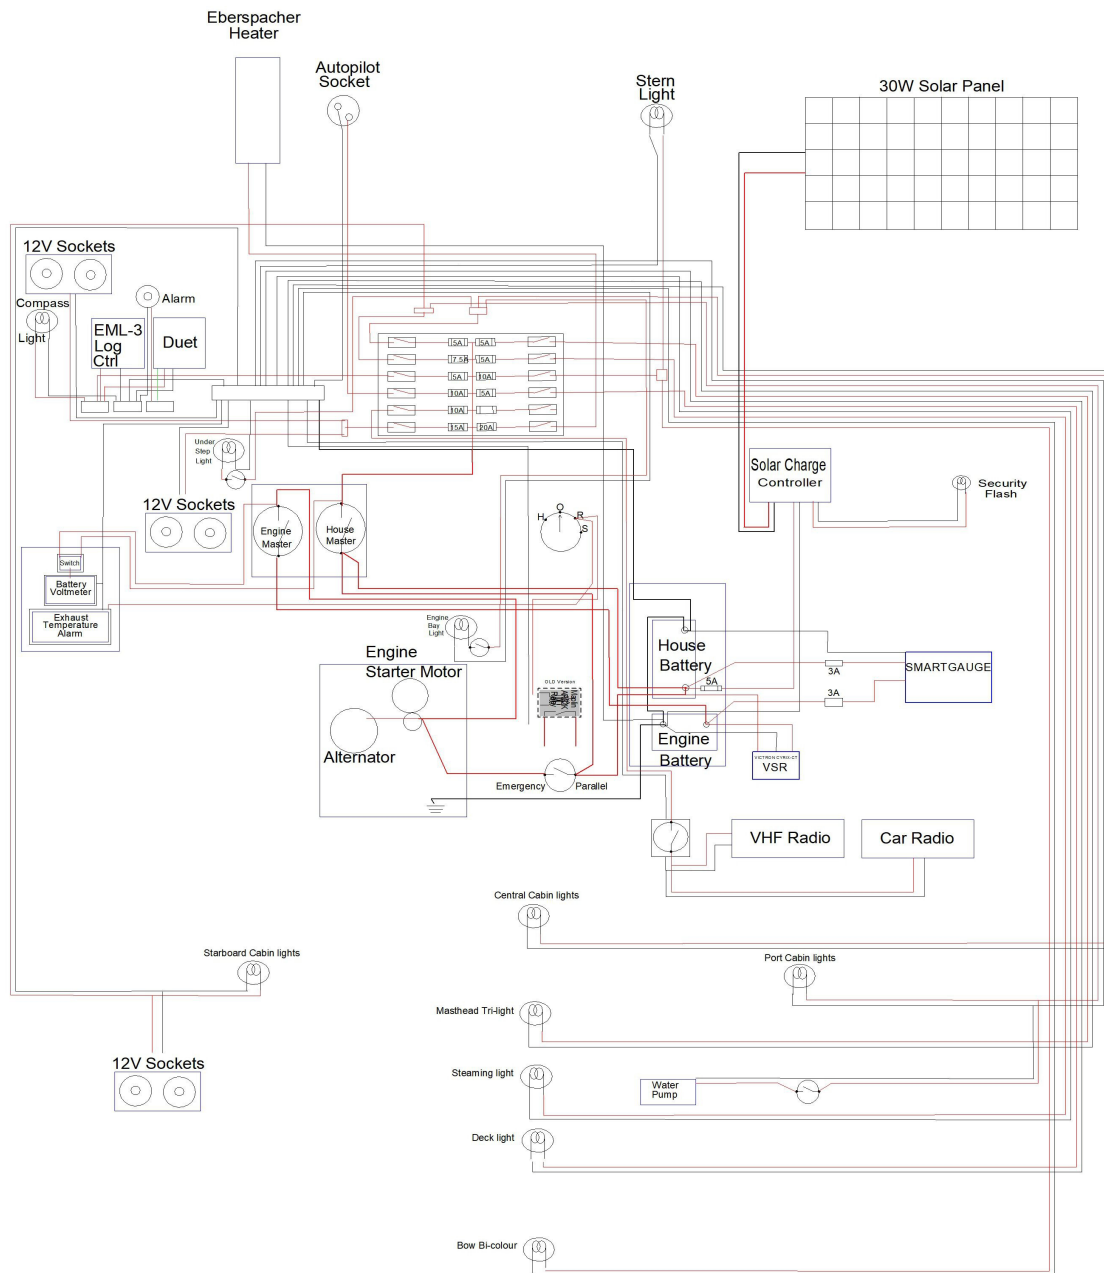 Eberspacher
Heater
Autopilot
Socket
Stern
Light
30W Solar Panel
12V Sockets
Compass
Light
Alarm
EML-3
Log
Ctrl
Duet
5A 5A
7.5A 5A
5A 10A
10A 5A
10A
15A 20A
Under
Step
Light
12V Sockets
Engine
Master
House
Master
H O R S
Solar Charge
Controller
Security
Flash
Switch
Battery
Voltmeter
Exhaust
Temperature
Alarm
Engine
Bay
Light
Engine
Starter Motor
Alternator
OLD Version
House
Battery
5A
3A
3A
SMARTGAUGE
Engine
Battery
VICTRON CYRIX-CT
VSR
Emergency Parallel
VHF Radio
Car Radio
Central Cabin lights
Starboard Cabin lights
Port Cabin lights
Masthead Tri-light
12V Sockets
Steaming light
Water
Pump
Deck light
Bow Bi-colour